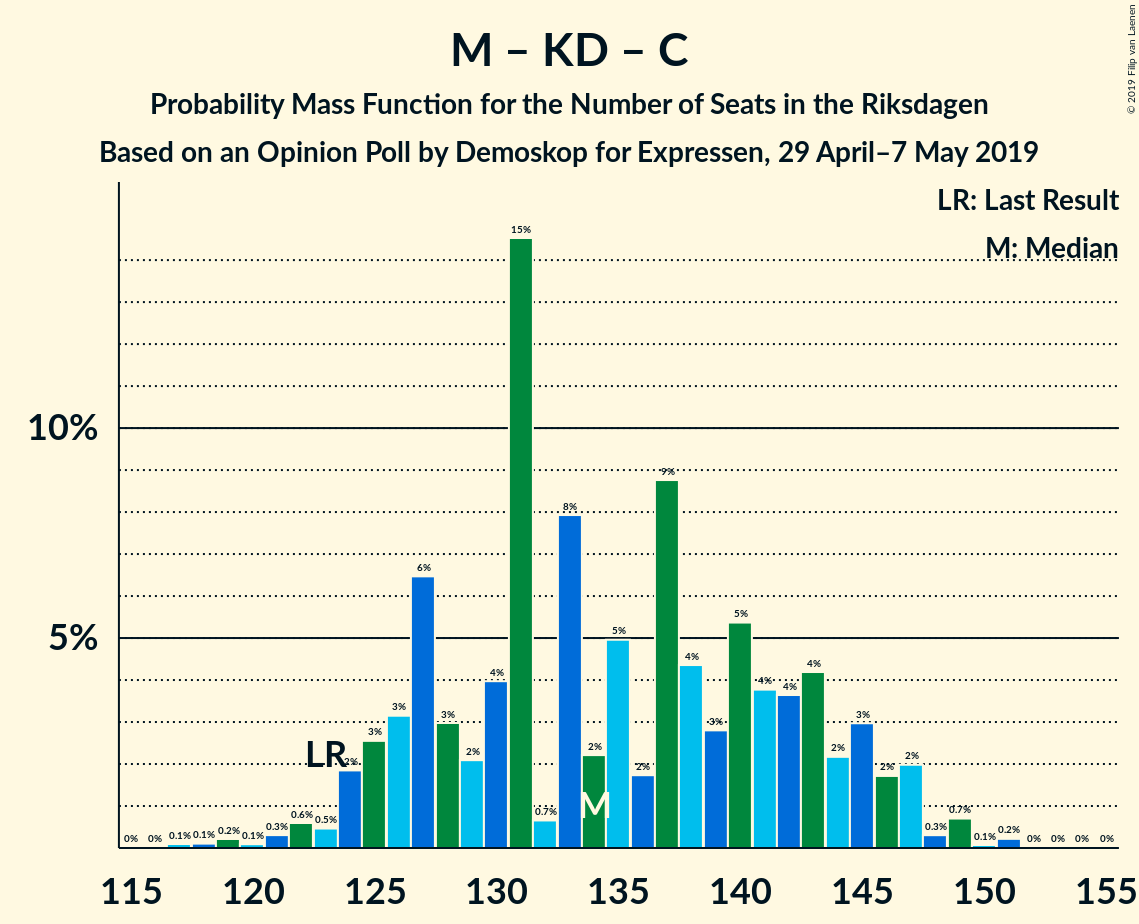 M – KD – C
Probability Mass Function for the Number of Seats in the Riksdagen
Based on an Opinion Poll by Demoskop for Expressen, 29 April–7 May 2019
© 2019 Filip van Laenen
LR: Last Result
M: Median
10%
5%
0% 0% 0.1% 0.1% 0.2% 0.1% 0.3% 0.6% 0.5% 2% 3% 3% 6% 3% 2% 4% 15% 0.7% 8% 2% 5% 2% 9% 4% 3% 5% 4% 4% 4% 2% 3% 2% 2% 0.3% 0.7% 0.1% 0.2% 0% 0% 0% 0%
LR
M
115 120 125 130 135 140 145 150 155